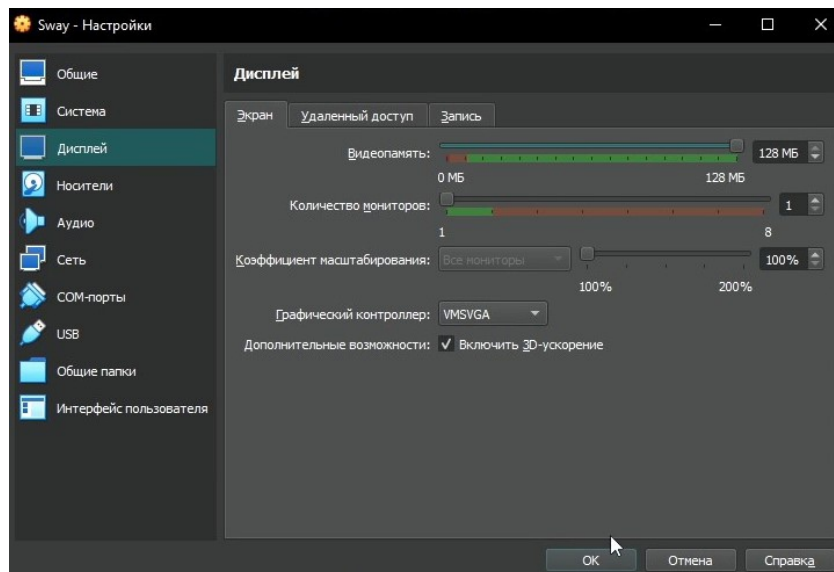 Sway - Настройки
Общие
Система
Дисплей
Носители
Аудио
Сеть
COM-порты
USB
Общие папки
Интерфейс пользователя
Дисплей
Экран Удаленный доступ Запись
Видеопамять: 128 МБ
0 МБ 128 МБ
Количество мониторов: 1
1 8
Коэффициент масштабирования: Все мониторы 100%
100% 200%
Графический контроллер: VMSVGA
Дополнительные возможности: Включить 3D-ускорение
OK Отмена Справка